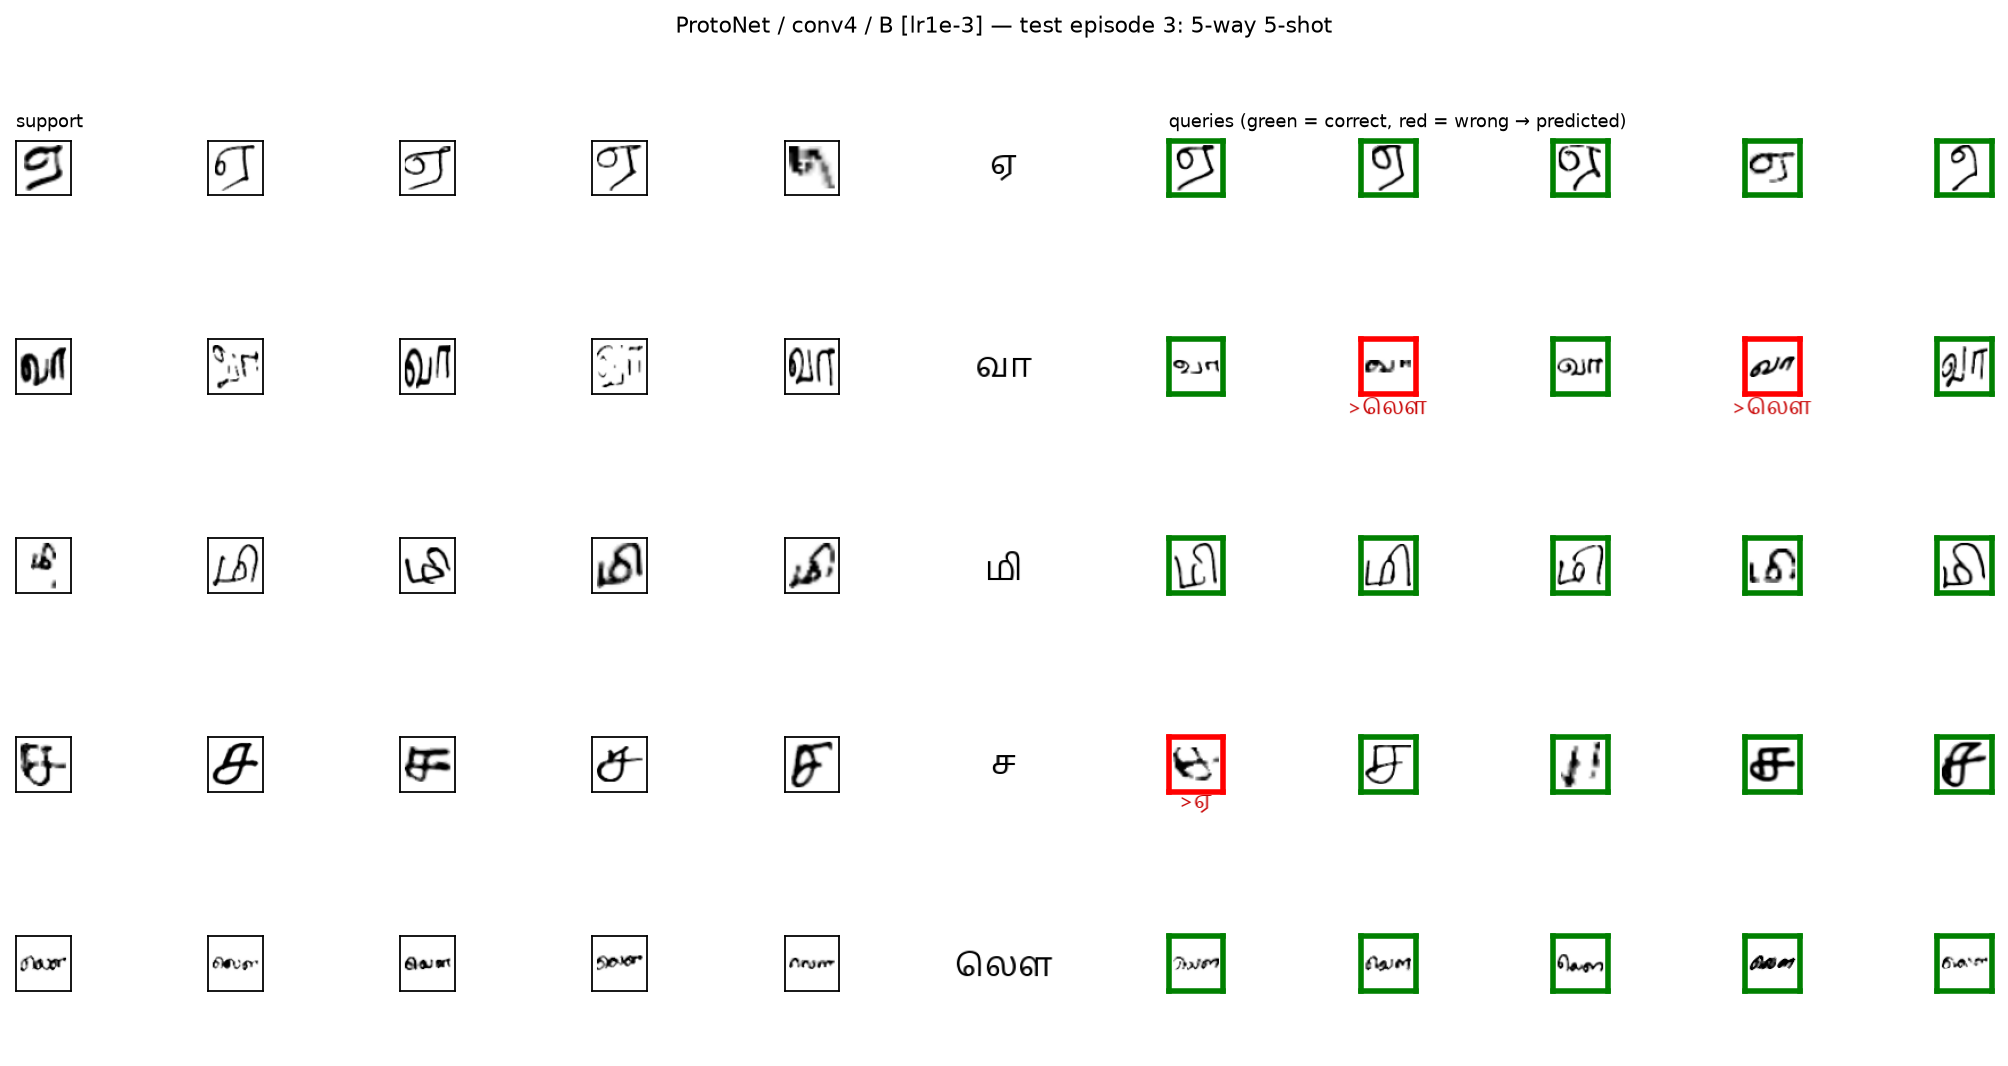 ProtoNet / conv4 / B [lr1e-3] — test episode 3: 5-way 5-shot
support
queries (green = correct, red = wrong → predicted)
ஏ ஏ ஏ ஏ ஏ ஏ ஏ ஏ ஏ ஏ
வா வா வா வா வா வா வா வா வா வா வா
>லௌ >லௌ
மி மி மி மி மி மி மி மி மி மி மி
ச ச ச ச ச ச ச ச ச
>ஏ
லௌ லௌ லௌ லௌ லௌ லௌ லௌ லௌ லௌ லௌ லௌ